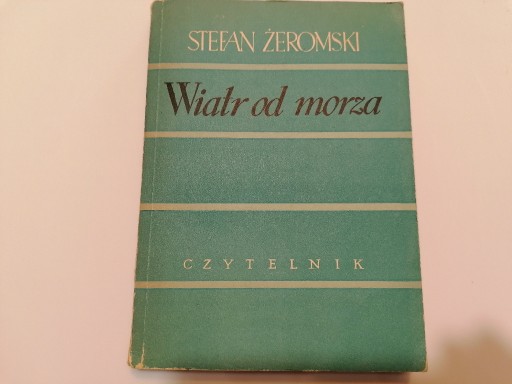 STEFAN ŻEROMSKI
Wiatr od morza
CZYTELNIK